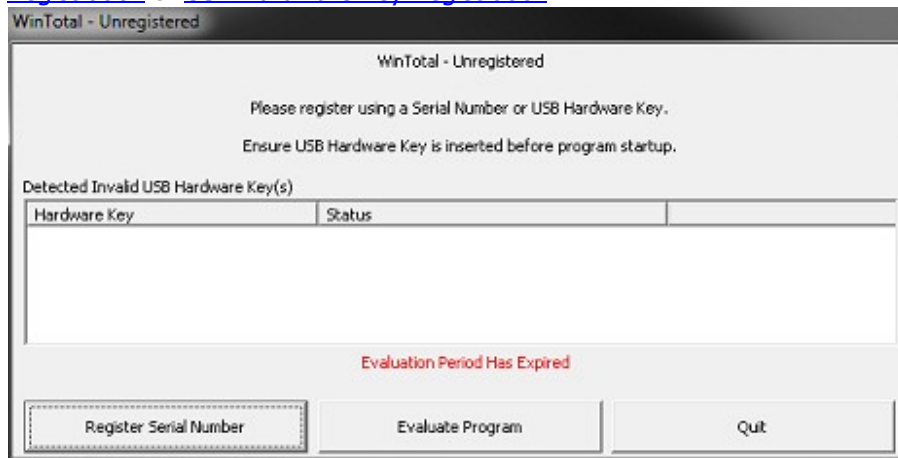 WinTotal - Unregistered
WinTotal - Unregistered
Please register using a Serial Number or USB Hardware Key.
Ensure USB Hardware Key is inserted before program startup.
Detected Invalid USB Hardware Key(s)
Hardware Key Status
Evaluation Period Has Expired
Register Serial Number Evaluate Program Quit